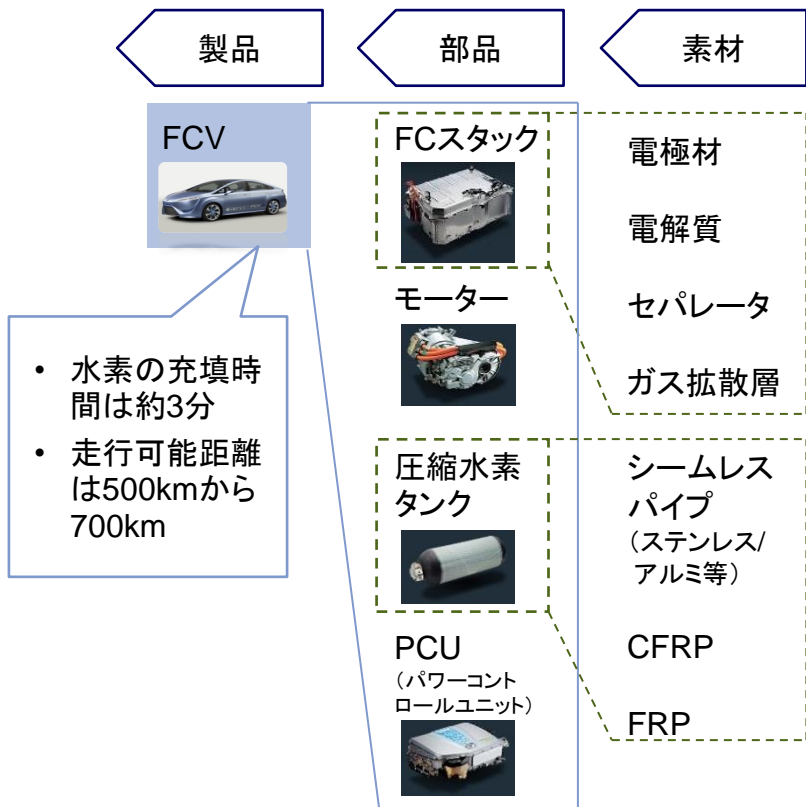 製品
部品
素材
FCV
• 水素の充填時
間は約3分
• 走行可能距離
は500kmから
700km
FCスタック
モーター
圧縮水素
タンク
PCU
（パワーコント
ロールユニット）
電極材
電解質
セパレータ
ガス拡散層
シームレス
パイプ
（ステンレス/
アルミ等）
CFRP
FRP